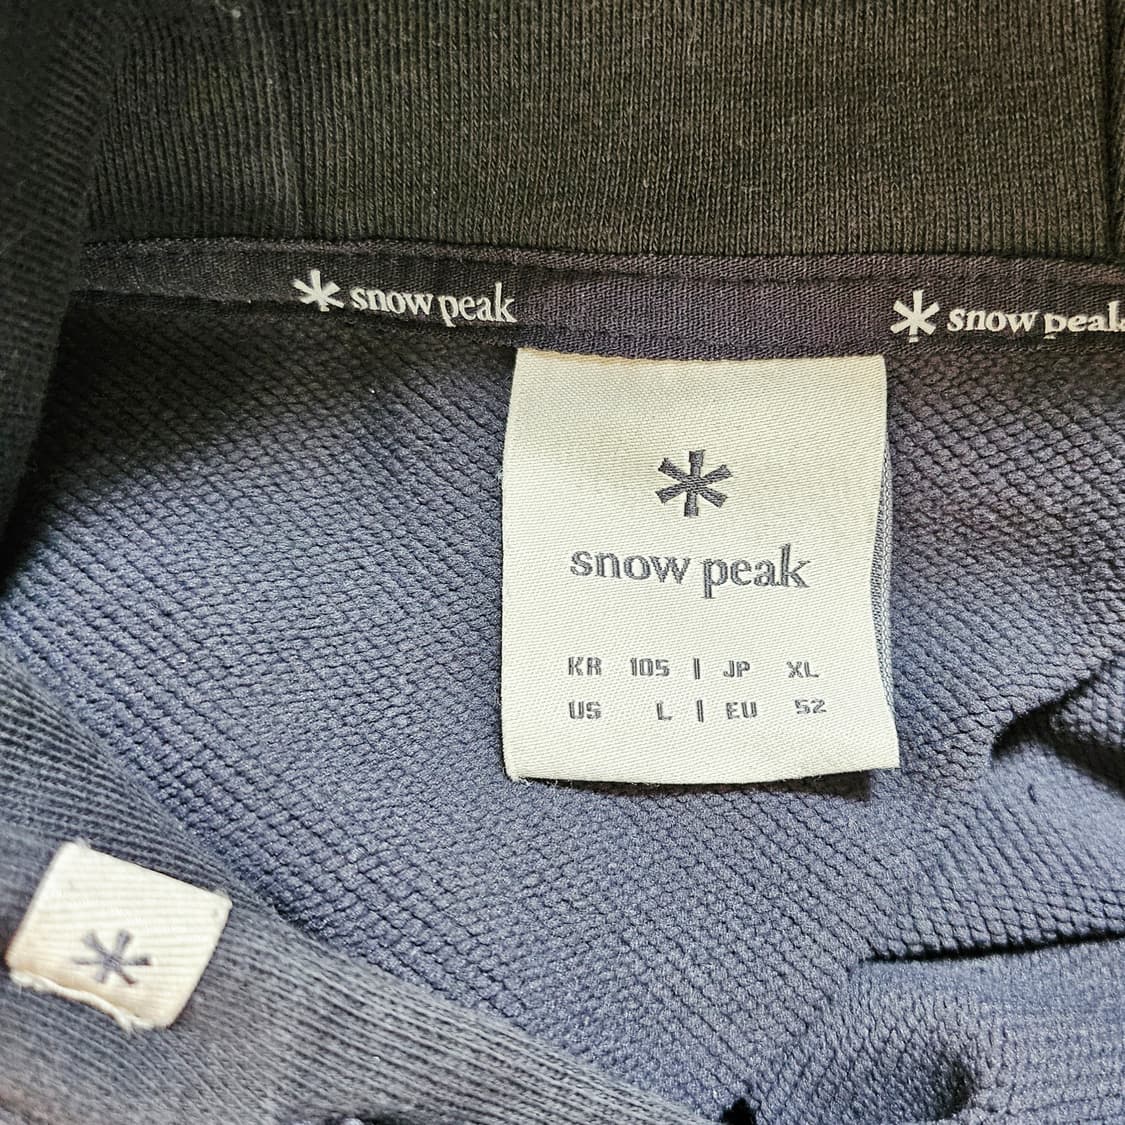 snow peak
snow peak
snow peak
KR 105 | JP XL
US L | EU 52